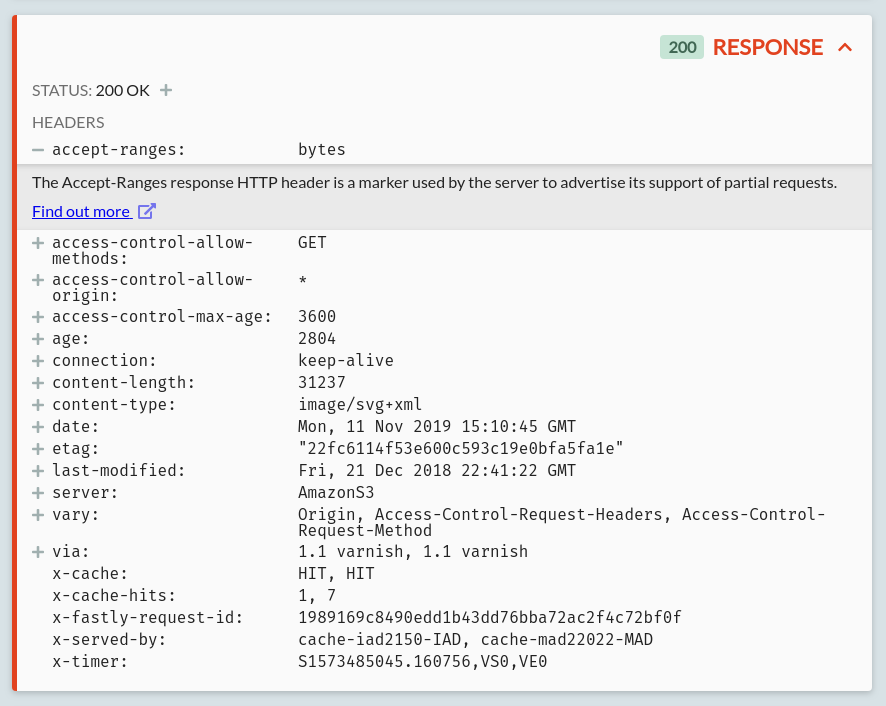 200 RESPONSE
STATUS: 200 OK
HEADERS
accept-ranges: bytes
The Accept-Ranges response HTTP header is a marker used by the server to advertise its support of partial requests.
Find out more
access-control-allow- GET
methods:
access-control-allow- *
origin:
access-control-max-age: 3600
age: 2804
connection: keep-alive
content-length: 31237
content-type: image/svg+xml
date: Mon, 11 Nov 2019 15:10:45 GMT
etag: "22fc6114f53e600c593c19e0bfa5fa1e"
last-modified: Fri, 21 Dec 2018 22:41:22 GMT
server: AmazonS3
vary: Origin, Access-Control-Request-Headers, Access-Control-
Request-Method
via: 1.1 varnish, 1.1 varnish
x-cache: HIT, HIT
x-cache-hits: 1, 7
x-fastly-request-id: 1989169c8490edd1b43dd76bba72ac2f4c72bf0f
x-served-by: cache-iad2150-IAD, cache-mad22022-MAD
x-timer: S1573485045.160756,VS0,VE0